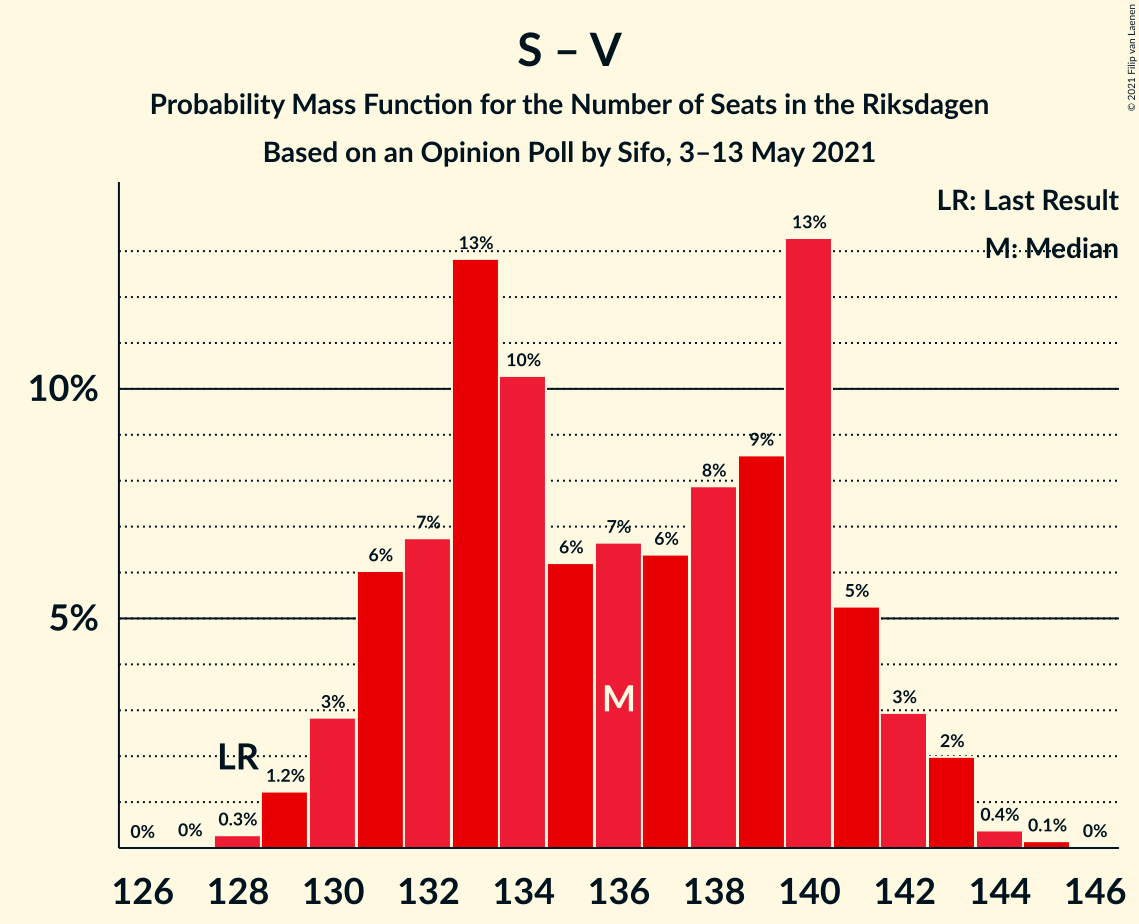 S – V
Probability Mass Function for the Number of Seats in the Riksdagen
Based on an Opinion Poll by Sifo, 3–13 May 2021
© 2021 Filip van Laenen
LR: Last Result
M: Median
10%
5%
0%
0%
0.3%
1.2%
3%
6%
7%
13%
10%
6%
7%
6%
8%
9%
13%
5%
3%
2%
0.4%
0.1%
0%
LR
M
126 128 130 132 134 136 138 140 142 144 146